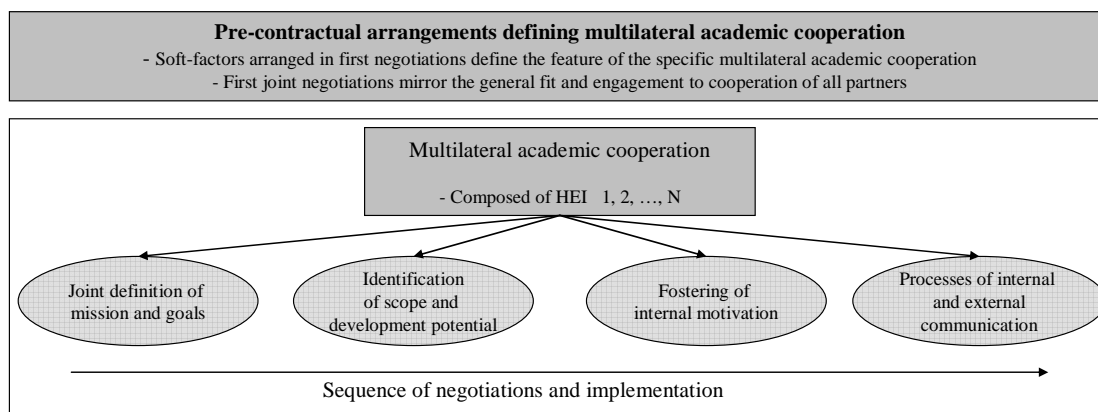 Pre-contractual arrangements defining multilateral academic cooperation
- Soft-factors arranged in first negotiations define the feature of the specific multilateral academic cooperation
- First joint negotiations mirror the general fit and engagement to cooperation of all partners
Multilateral academic cooperation
- Composed of HEI 1, 2, …, N
Joint definition of
mission and goals
Identification
of scope and
development potential
Fostering of
internal motivation
Processes of internal
and external
communication
Sequence of negotiations and implementation